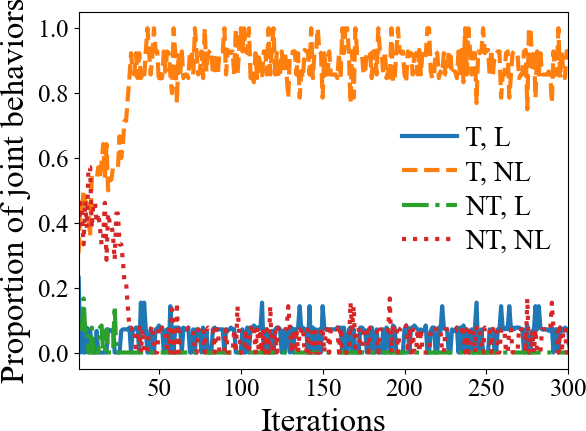 Proportion of joint behaviors
1.0
0.8
0.6
0.4
0.2
0.0
T, L
T, NL
NT, L
NT, NL
50 100 150 200 250 300
Iterations